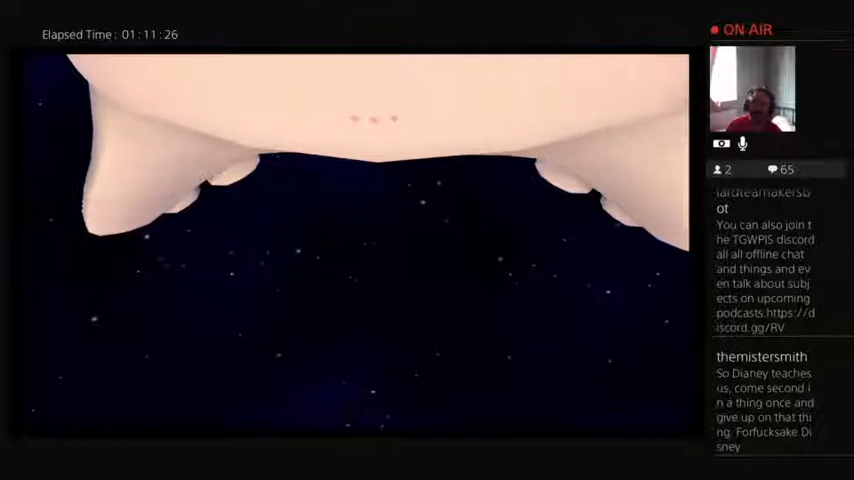 Elapsed Time : 01:11:26
ON AIR
2
65
lardteamakersb
ot
You can also join t
he TGWPIS discord
all all offline chat
and things and ev
en talk about subj
ects on upcoming
podcasts.https://d
iscord.gg/RV
themistersmith
So Dianey teaches
us, come second i
n a thing once and
give up on that thi
ng. Forfucksake Di
sney